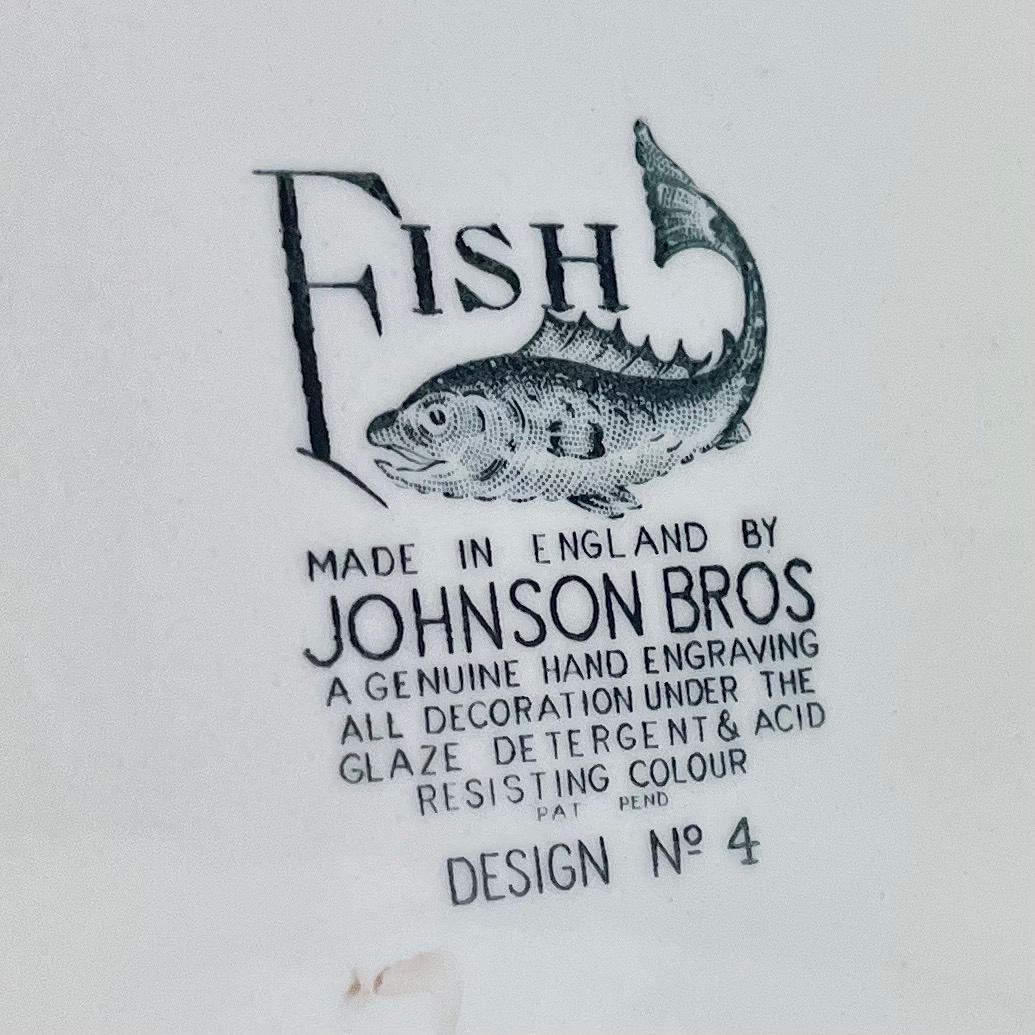 FISH
MADE IN ENGLAND BY
JOHNSON BROS
A GENUINE HAND ENGRAVING
ALL DECORATION UNDER THE
GLAZE DETERGENT & ACID
RESISTING COLOUR
PAT PEND
DESIGN Nº 4